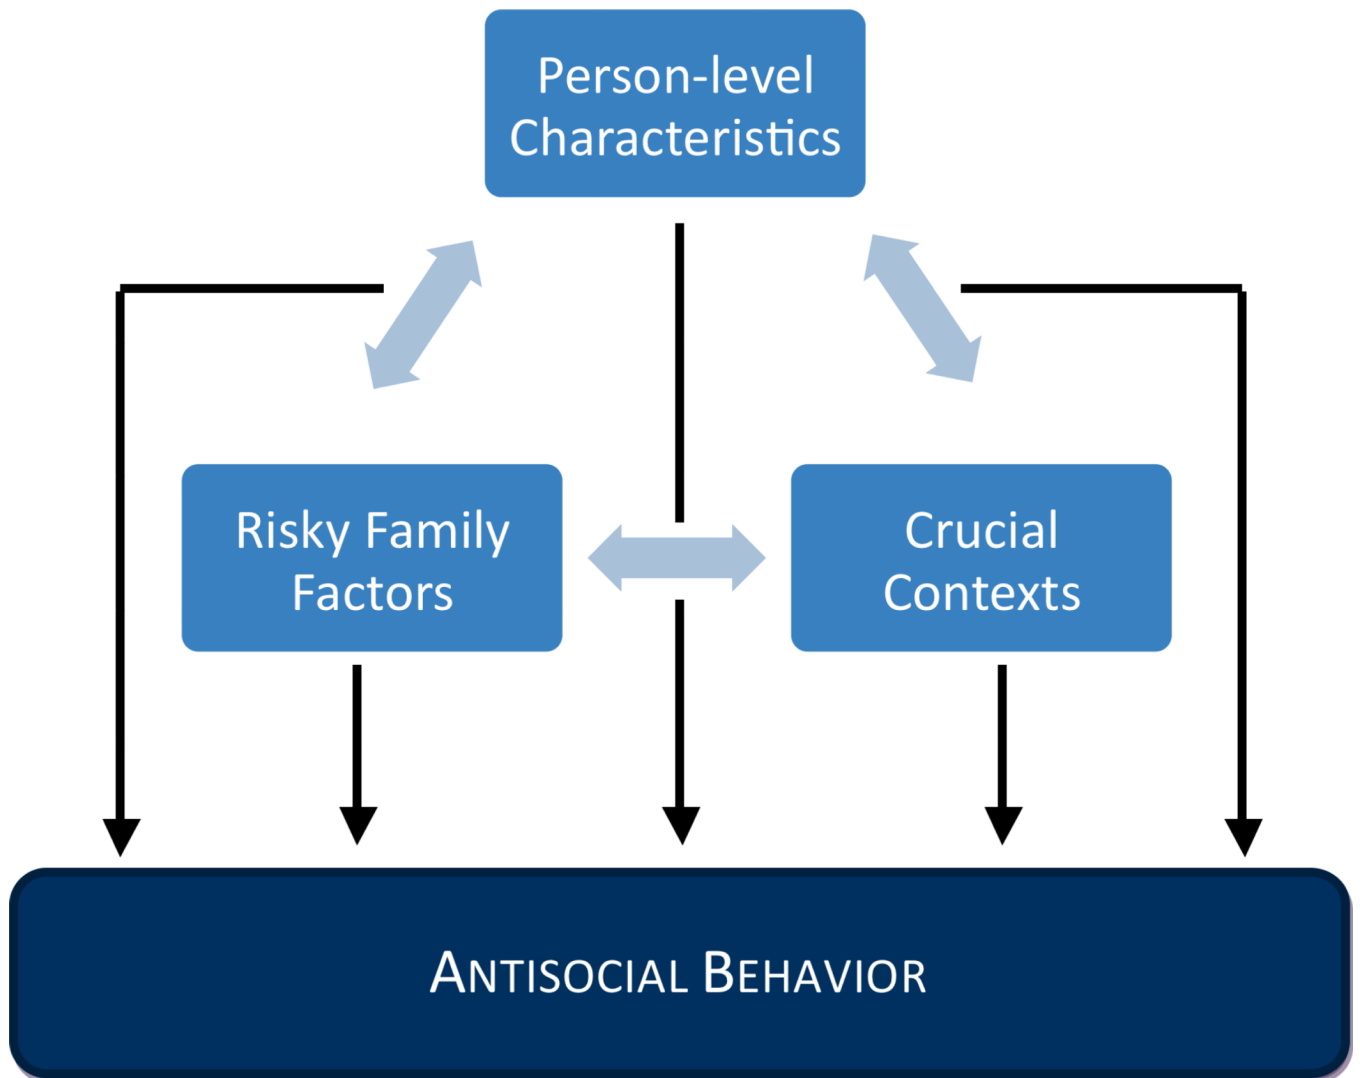 Person-level
Characteristics
Risky Family
Factors
Crucial
Contexts
ANTISOCIAL BEHAVIOR